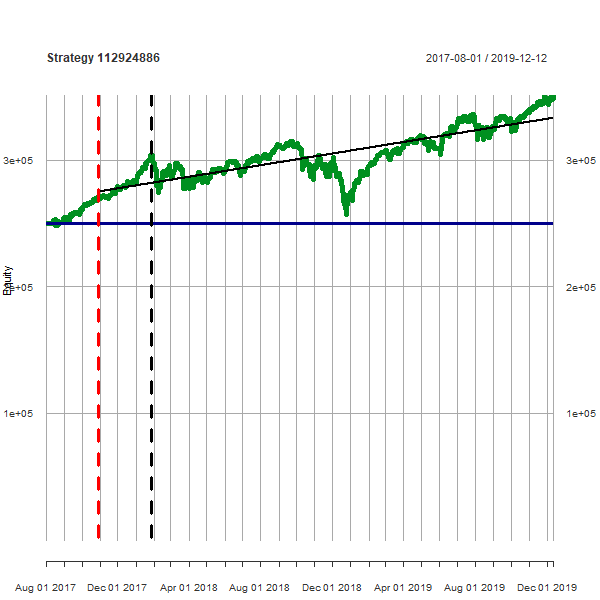 Strategy 112924886
2017-08-01 / 2019-12-12
3e+05
3e+05
Equity
2e+05
2e+05
1e+05
1e+05
Aug 01 2017
Dec 01 2017
Apr 01 2018
Aug 01 2018
Dec 01 2018
Apr 01 2019
Aug 01 2019
Dec 01 2019